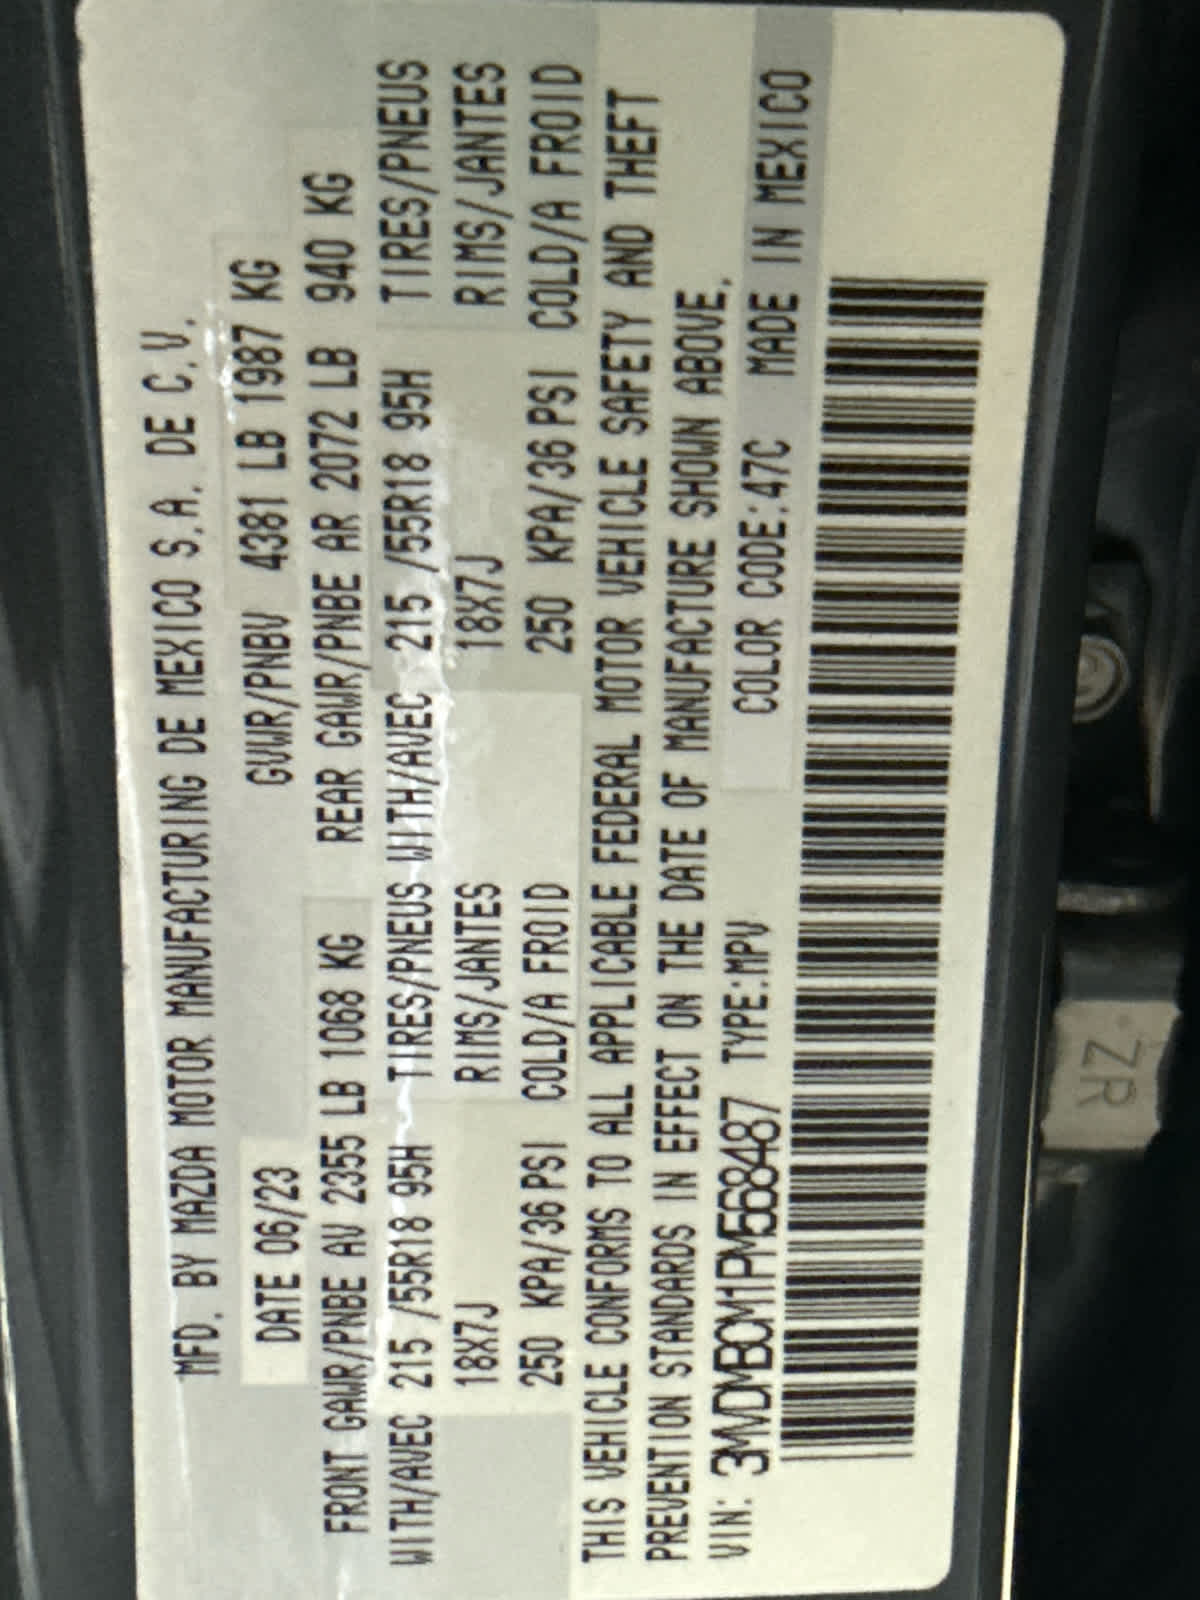 MFD. BY MAZDA MOTOR MANUFACTURING DE MEXICO S.A. DE C.V.
DATE 06/23 GVWR/PNBV 4381 LB 1987 KG
FRONT GAWR/PNBE AV 2355 LB 1068 KG REAR GAWR/PNBE AR 2072 LB 940 KG
WITH/AVEC 215 /55R18 95H TIRES/PNEUS WITH/AVEC 215 /55R18 95H TIRES/PNEUS
18X7J RIMS/JANTES 18X7J RIMS/JANTES
250 KPA/36 PSI COLD/A FROID 250 KPA/36 PSI COLD/A FROID
THIS VEHICLE CONFORMS TO ALL APPLICABLE FEDERAL MOTOR VEHICLE SAFETY AND THEFT
PREVENTION STANDARDS IN EFFECT ON THE DATE OF MANUFACTURE SHOWN ABOVE.
VIN: 3MVDMBCM1PM568487 TYPE:MPV COLOR CODE:47C MADE IN MEXICO
ZR